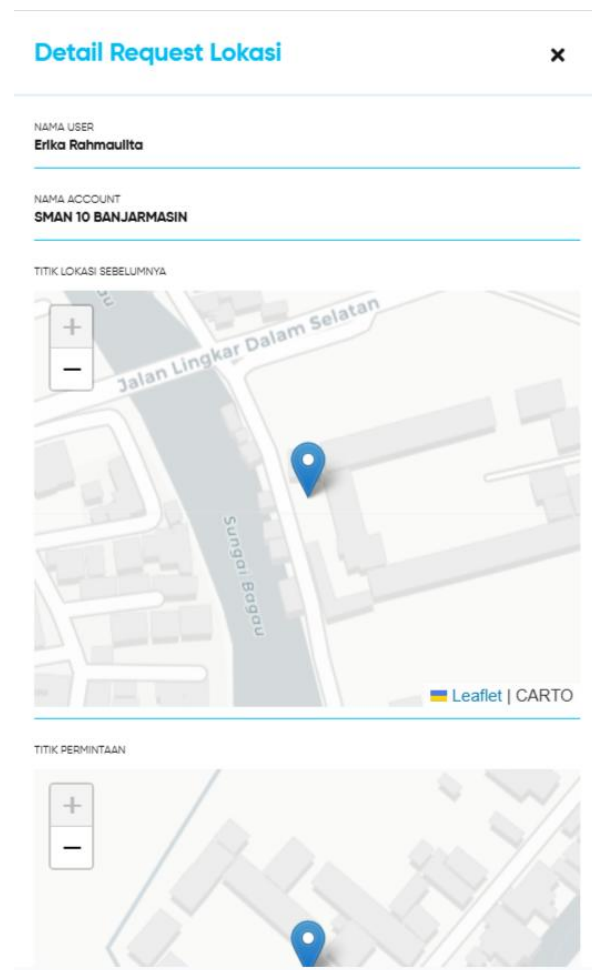 Detail Request Lokasi ×
NAMA USER
Erika Rahmaulita
NAMA ACCOUNT
SMAN 10 BANJARMASIN
TITIK LOKASI SEBELUMNYA
+
−
Jalan Lingkar Dalam Selatan
Sungai Bagau
Leaflet | CARTO
TITIK PERMINTAAN
+
−